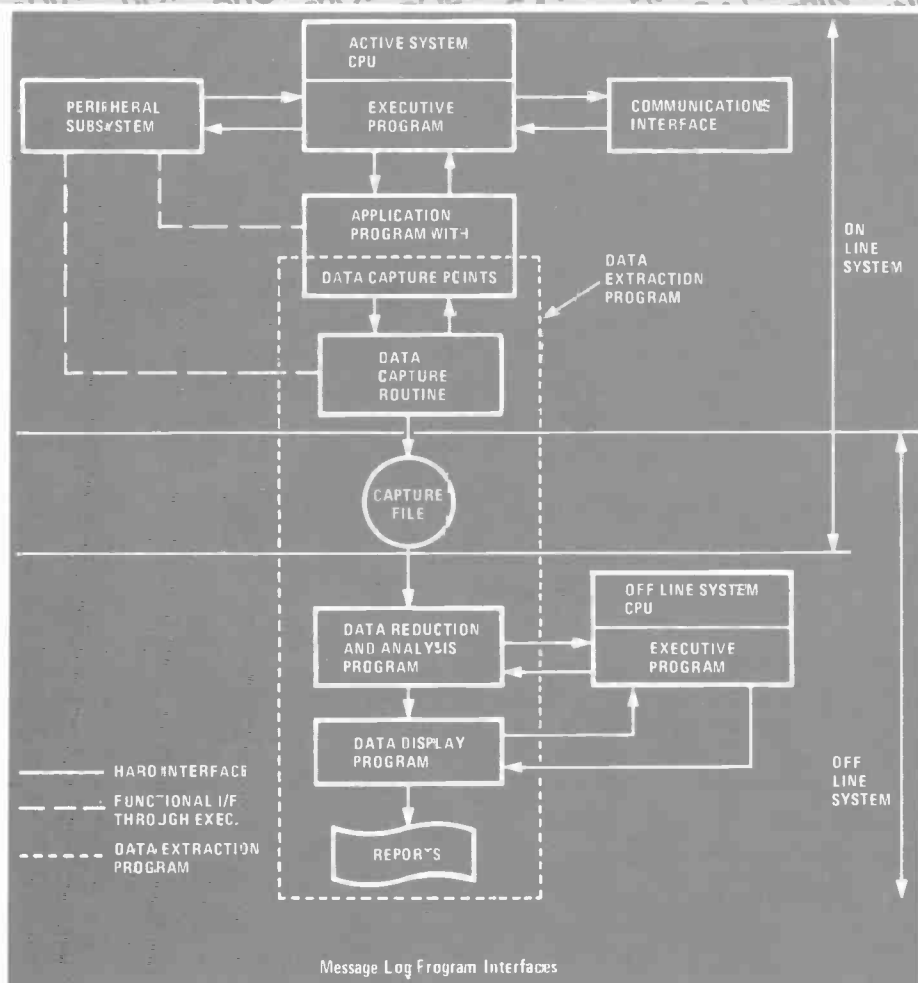 ACTIVE SYSTEM
CPU
EXECUTIVE
PROGRAM
PERIPHERAL
SUBSYSTEM
COMMUNICATIONS
INTERFACE
APPLICATION
PROGRAM WITH
DATA CAPTURE POINTS
DATA
EXTRACTION
PROGRAM
ON
LINE
SYSTEM
DATA
CAPTURE
ROUTINE
CAPTURE
FILE
OFF LINE SYSTEM
CPU
EXECUTIVE
PROGRAM
DATA REDUCTION
AND ANALYSIS
PROGRAM
DATA DISPLAY
PROGRAM
REPORTS
OFF
LINE
SYSTEM
HARD INTERFACE
FUNCTIONAL I/F
THROUGH EXEC.
DATA EXTRACTION
PROGRAM
Message Log Program Interfaces